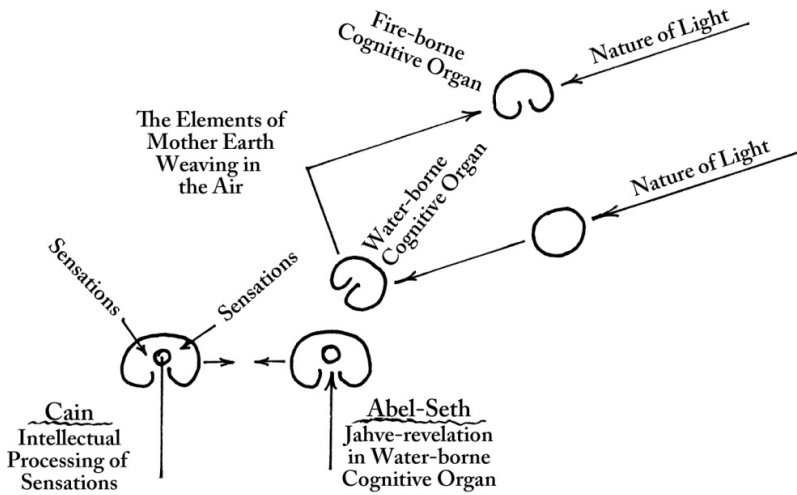 Fire-borne
Cognitive Organ
Nature of Light
The Elements of
Mother Earth
Weaving in
the Air
Water-borne
Cognitive Organ
Nature of Light
Sensations
Sensations
Cain
Intellectual
Processing of
Sensations
Abel-Seth
Jahve-revelation
in Water-borne
Cognitive Organ